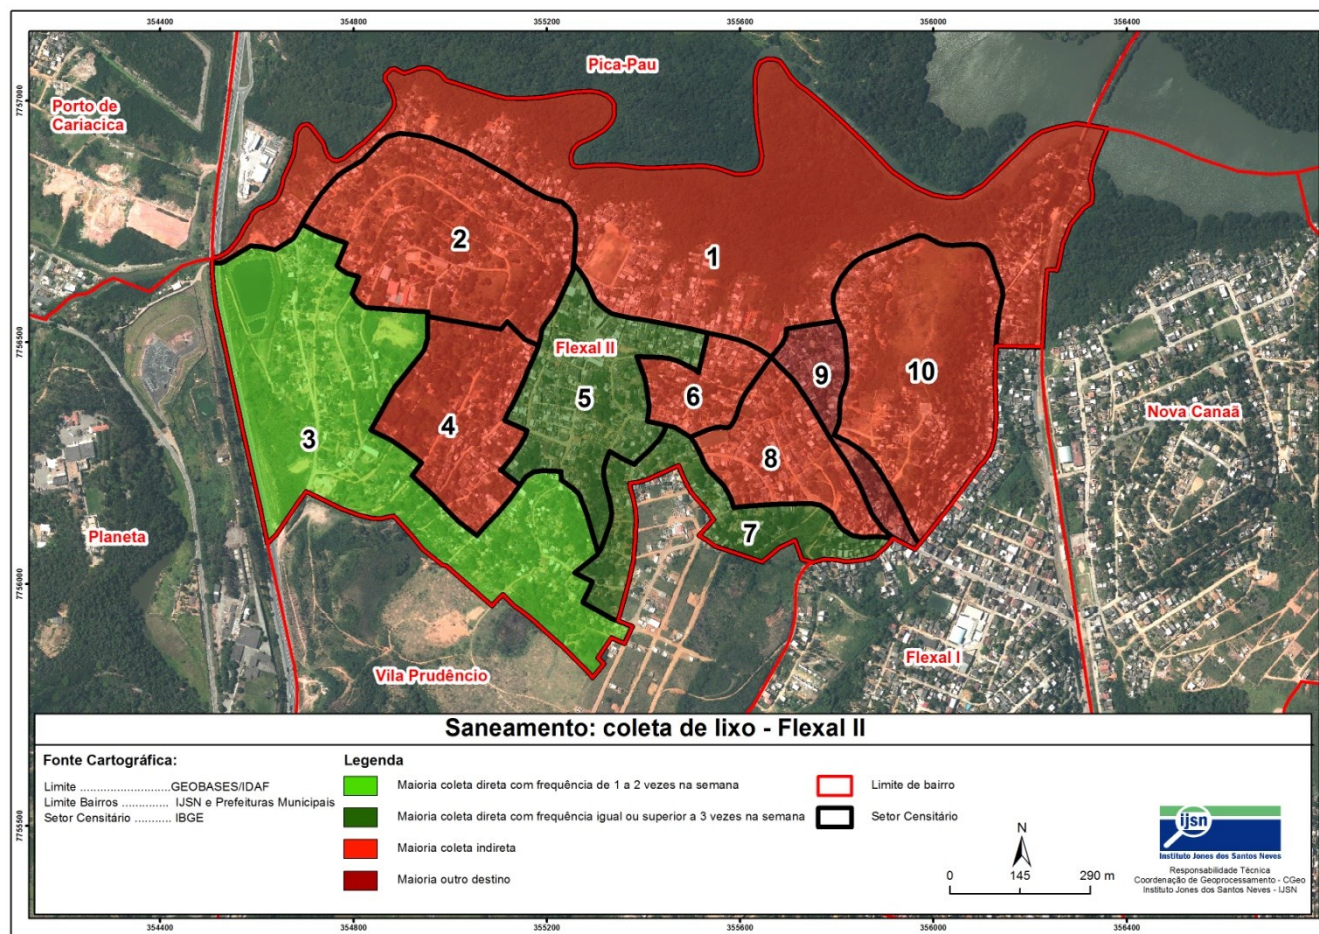 354400 354800 355200 355600 356000 356400
7757000
7756500
7756000
7755500
Pica-Pau
Porto de
Cariacica
2
1
Flexal II
3
4
5
6
9
10
8
7
Nova Canaã
Planeta
Vila Prudêncio
Flexal I
Saneamento: coleta de lixo - Flexal II
Fonte Cartográfica:
Limite ........................GEOBASES/IDAF
Limite Bairros .............. IJSN e Prefeituras Municipais
Setor Censitário ........... IBGE
Legenda
Maioria coleta direta com frequência de 1 a 2 vezes na semana
Maioria coleta direta com frequência igual ou superior a 3 vezes na semana
Maioria coleta indireta
Maioria outro destino
Limite de bairro
Setor Censitário
N
0 145 290 m
ijsn
Instituto Jones dos Santos Neves
Responsabilidade Técnica
Coordenação de Geoprocessamento - CGeo
Instituto Jones dos Santos Neves - IJSN
354400 354800 355200 355600 356000 356400